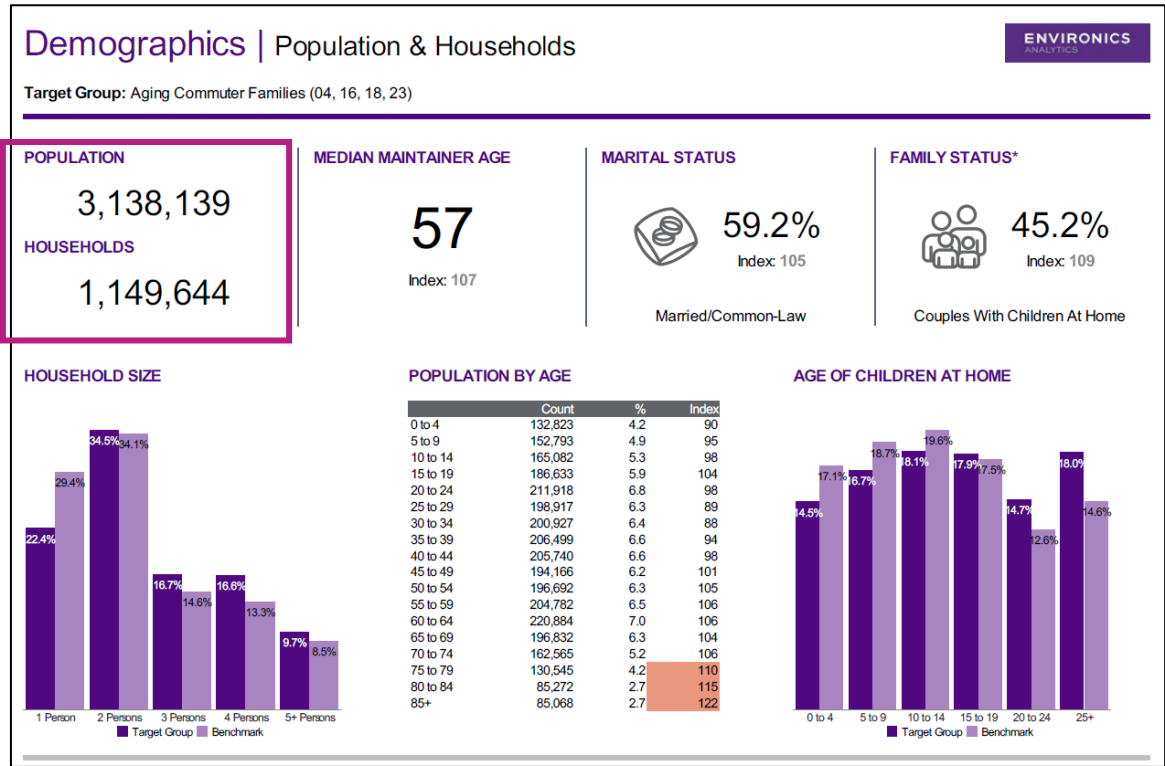 Demographics | Population & Households
ENVIRONICS
ANALYTICS
Target Group: Aging Commuter Families (04, 16, 18, 23)
POPULATION
3,138,139
HOUSEHOLDS
1,149,644
MEDIAN MAINTAINER AGE
57
Index: 107
MARITAL STATUS
59.2%
Index: 105
Married/Common-Law
FAMILY STATUS*
45.2%
Index: 109
Couples With Children At Home
HOUSEHOLD SIZE
34.5% 34.1%
29.4%
22.4%
16.7% 16.6%
14.6%
13.3%
9.7%
8.5%
1 Person 2 Persons 3 Persons 4 Persons 5+ Persons
Target Group Benchmark
POPULATION BY AGE
Count % Index
0 to 4 132,823 4.2 90
5 to 9 152,793 4.9 95
10 to 14 165,082 5.3 98
15 to 19 186,633 5.9 104
20 to 24 211,918 6.8 98
25 to 29 198,917 6.3 89
30 to 34 200,927 6.4 88
35 to 39 206,499 6.6 94
40 to 44 205,740 6.6 98
45 to 49 194,166 6.2 101
50 to 54 196,692 6.3 105
55 to 59 204,782 6.5 106
60 to 64 220,884 7.0 106
65 to 69 196,832 6.3 104
70 to 74 162,565 5.2 106
75 to 79 130,545 4.2 110
80 to 84 85,272 2.7 115
85+ 85,068 2.7 122
AGE OF CHILDREN AT HOME
14.5% 17.1% 16.7% 18.7% 18.1% 19.6% 17.9% 17.5% 14.7% 12.6% 18.0% 14.6%
0 to 4 5 to 9 10 to 14 15 to 19 20 to 24 25+
Target Group Benchmark